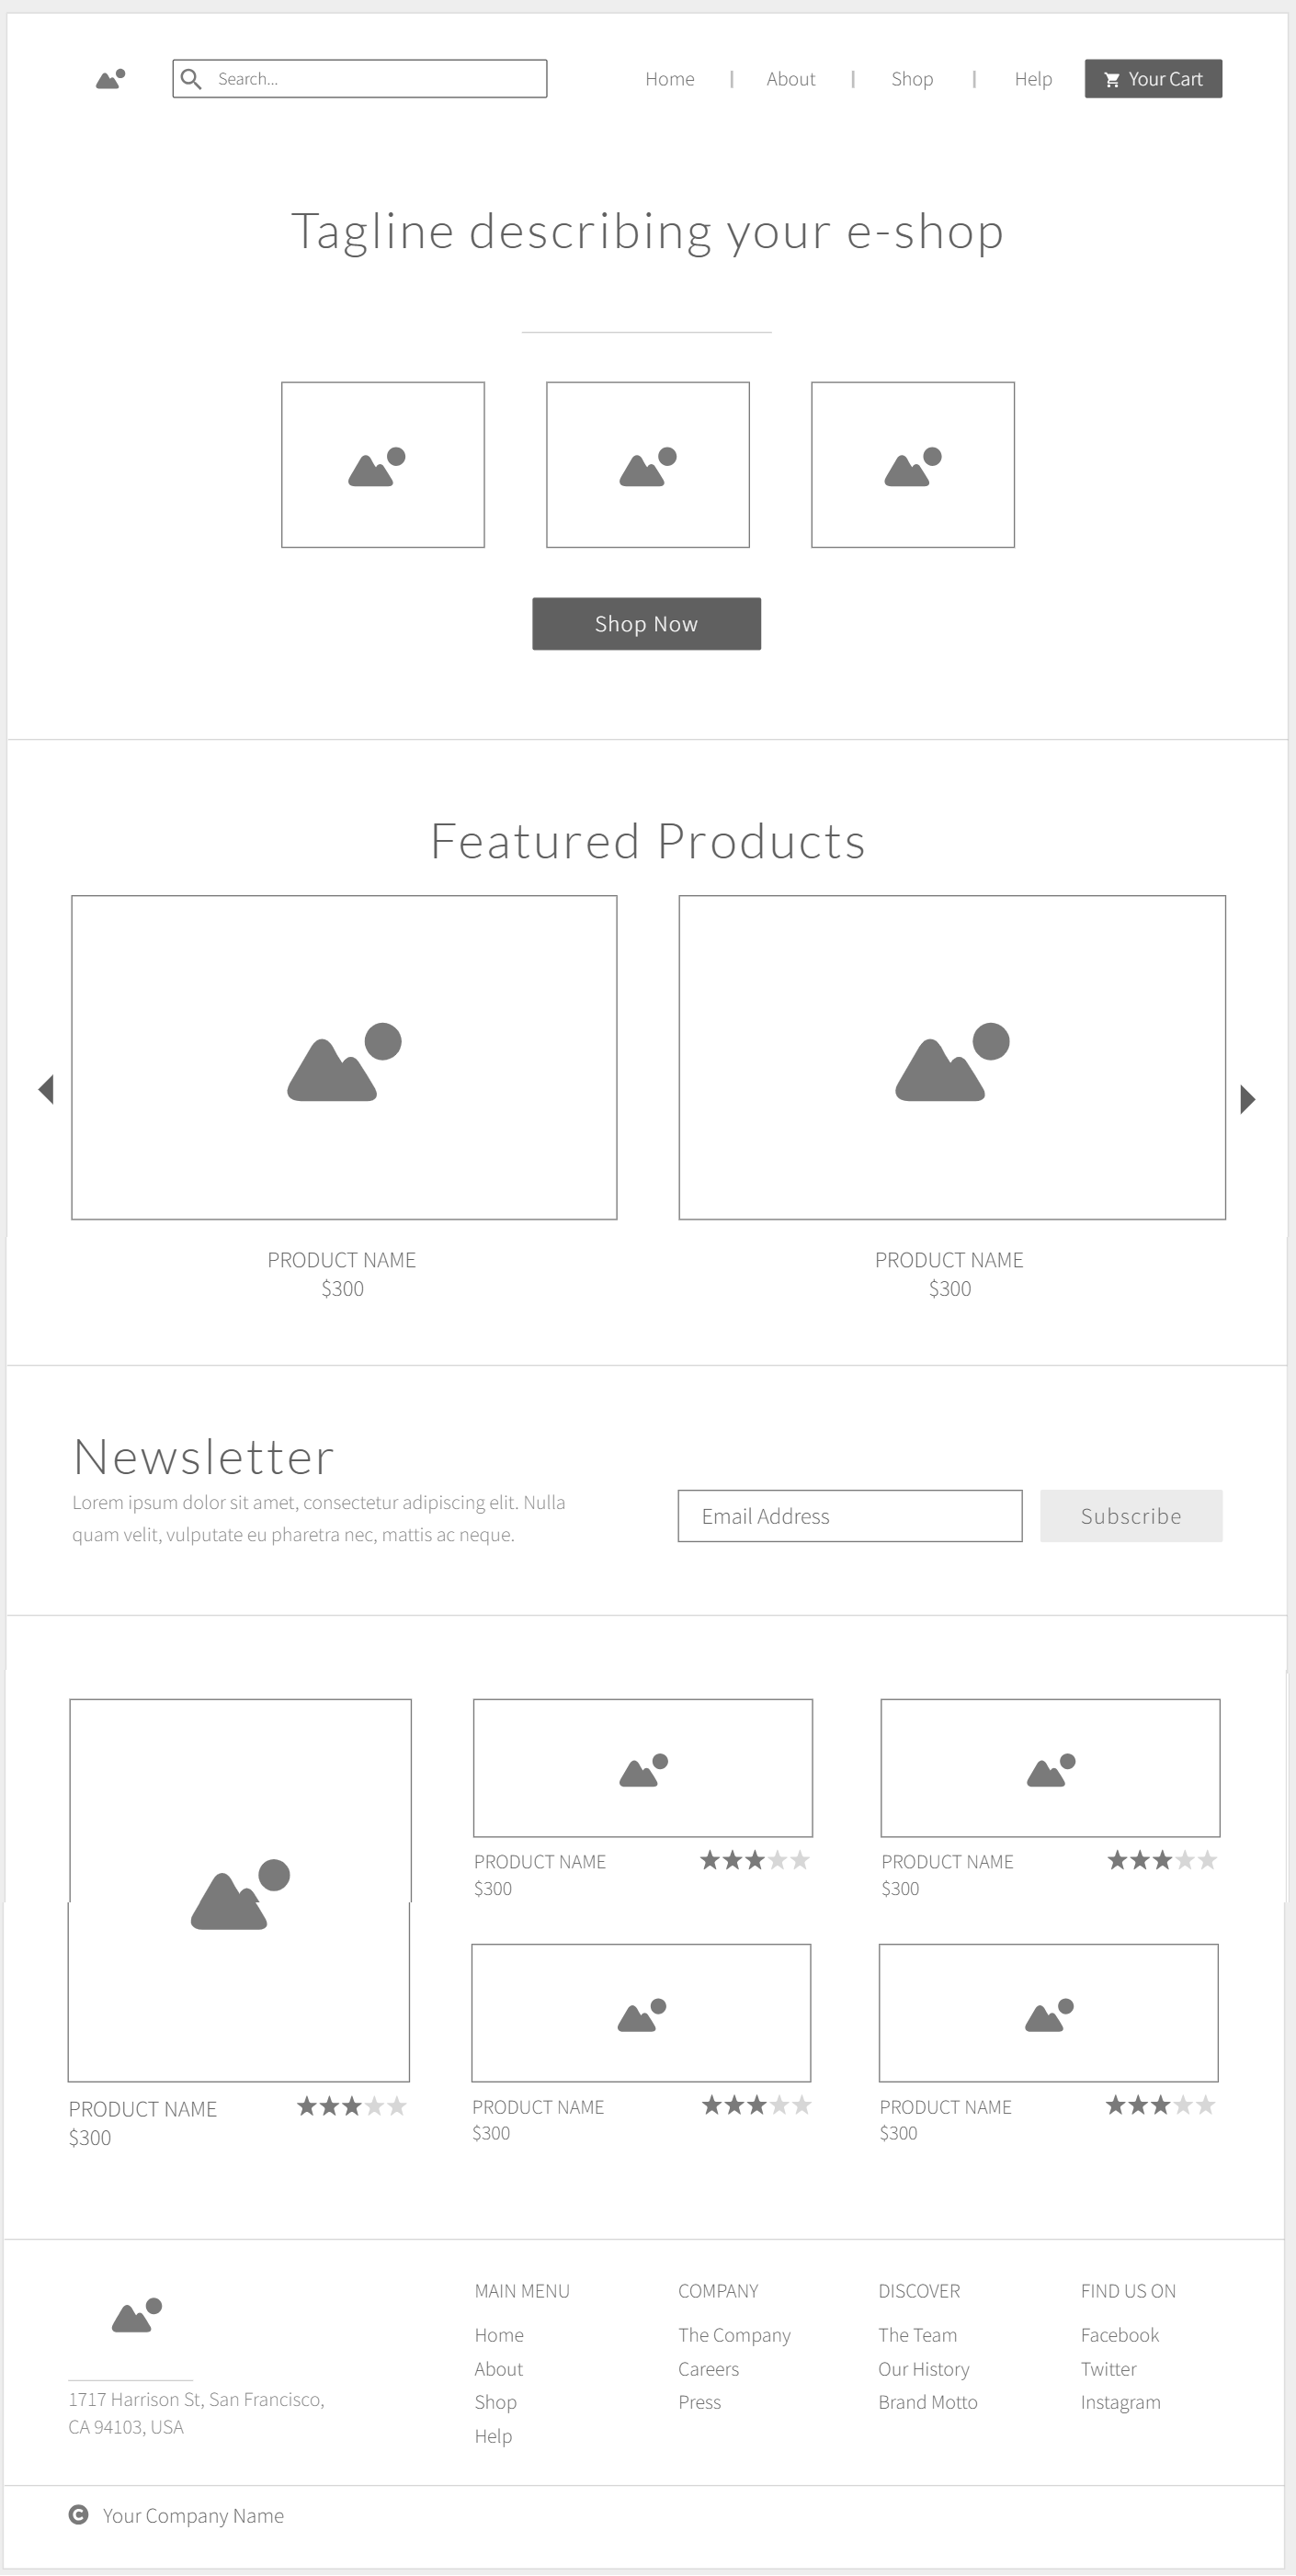 Search...
Home | About | Shop | Help
Your Cart
Tagline describing your e-shop
Shop Now
Featured Products
PRODUCT NAME
$300
PRODUCT NAME
$300
Newsletter
Lorem ipsum dolor sit amet, consectetur adipiscing elit. Nulla
quam velit, vulputate eu pharetra nec, mattis ac neque.
Email Address
Subscribe
PRODUCT NAME
$300
PRODUCT NAME
$300
PRODUCT NAME
$300
PRODUCT NAME
$300
PRODUCT NAME
$300
1717 Harrison St, San Francisco,
CA 94103, USA
MAIN MENU
Home
About
Shop
Help
COMPANY
The Company
Careers
Press
DISCOVER
The Team
Our History
Brand Motto
FIND US ON
Facebook
Twitter
Instagram
© Your Company Name